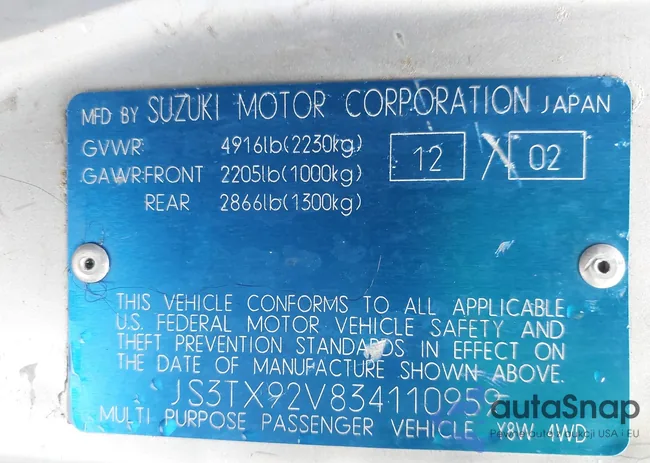 MFD BY SUZUKI MOTOR CORPORATION JAPAN
GVWR: 4916lb(2230kg) 12 / 02
GAWR:FRONT 2205lb(1000kg)
REAR 2866lb(1300kg)
THIS VEHICLE CONFORMS TO ALL APPLICABLE
U.S. FEDERAL MOTOR VEHICLE SAFETY AND
THEFT PREVENTION STANDARDS IN EFFECT ON
THE DATE OF MANUFACTURE SHOWN ABOVE.
JS3TX92V834110959
MULTI PURPOSE PASSENGER VEHICLE Y8W 4WD
autoSnap